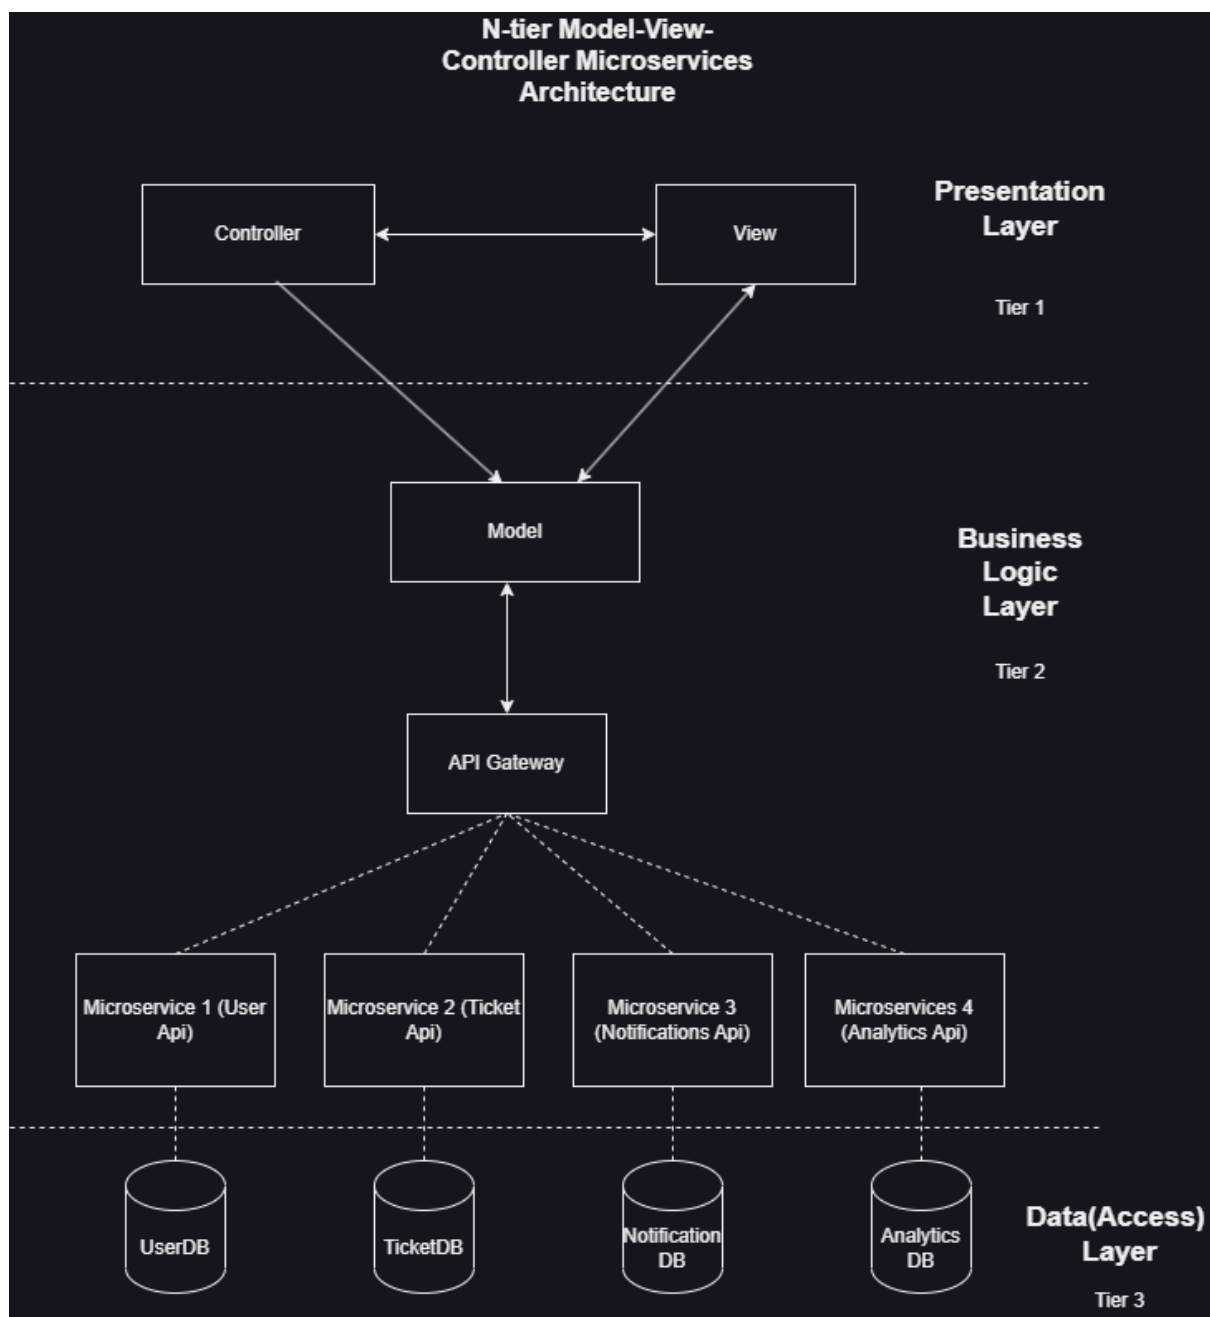 N-tier Model-View-
Controller Microservices
Architecture
Controller
View
Presentation
Layer
Tier 1
Model
Business
Logic
Layer
Tier 2
API Gateway
Microservice 1 (User
Api)
Microservice 2 (Ticket
Api)
Microservice 3
(Notifications Api)
Microservices 4
(Analytics Api)
UserDB
TicketDB
Notification
DB
Analytics
DB
Data(Access)
Layer
Tier 3